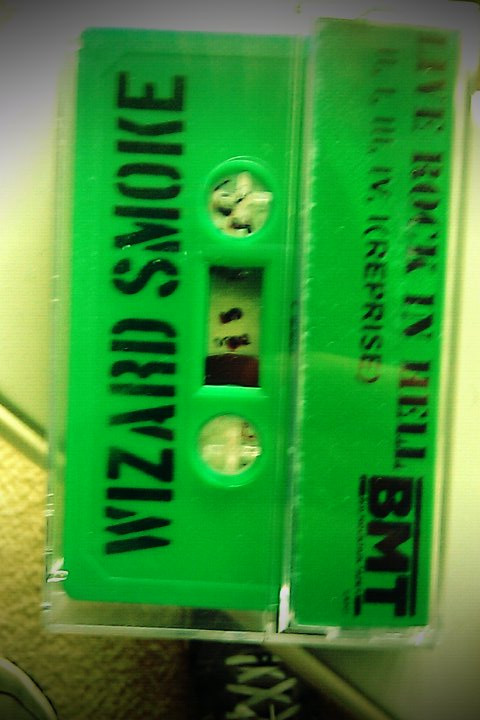 WIZARD SMOKE
LIVE ROCK IN HELL
II, I, III, IV, I(REPRISE)
BMT